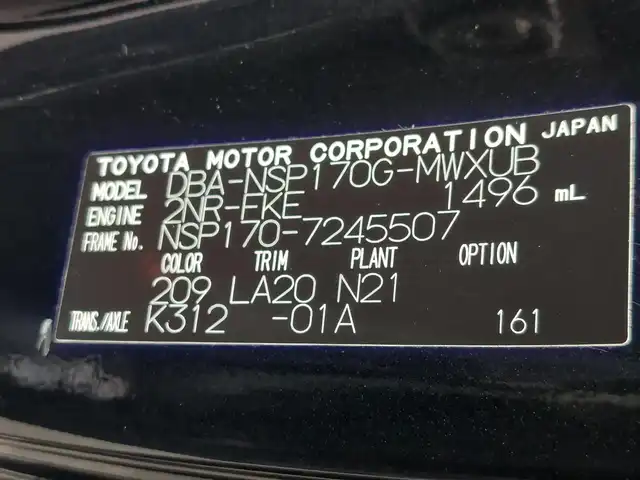 TOYOTA MOTOR CORPORATION JAPAN
MODEL DBA-NSP170G-MWXUB
ENGINE 2NR-FKE 1496 mL
FRAME No. NSP170-7245507
COLOR TRIM PLANT OPTION
209 LA20 N21
TRANS./AXLE K312 -01A 161